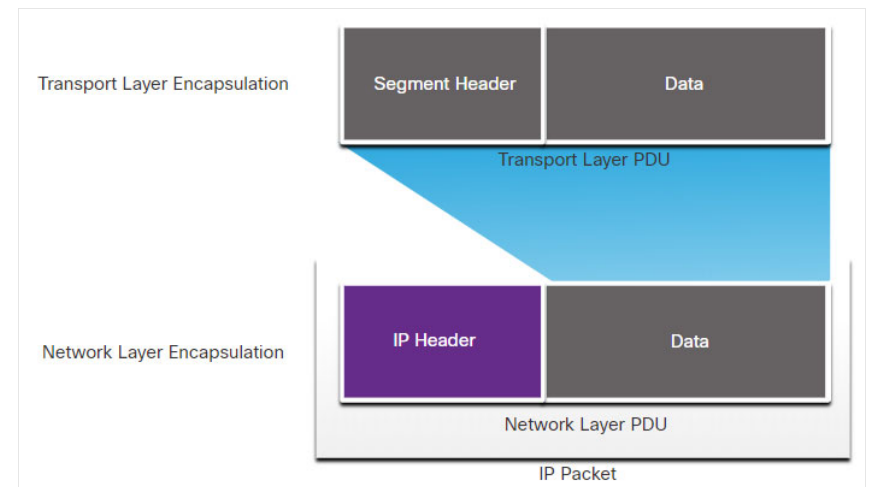 Transport Layer Encapsulation
Segment Header
Data
Transport Layer PDU
Network Layer Encapsulation
IP Header
Data
Network Layer PDU
IP Packet